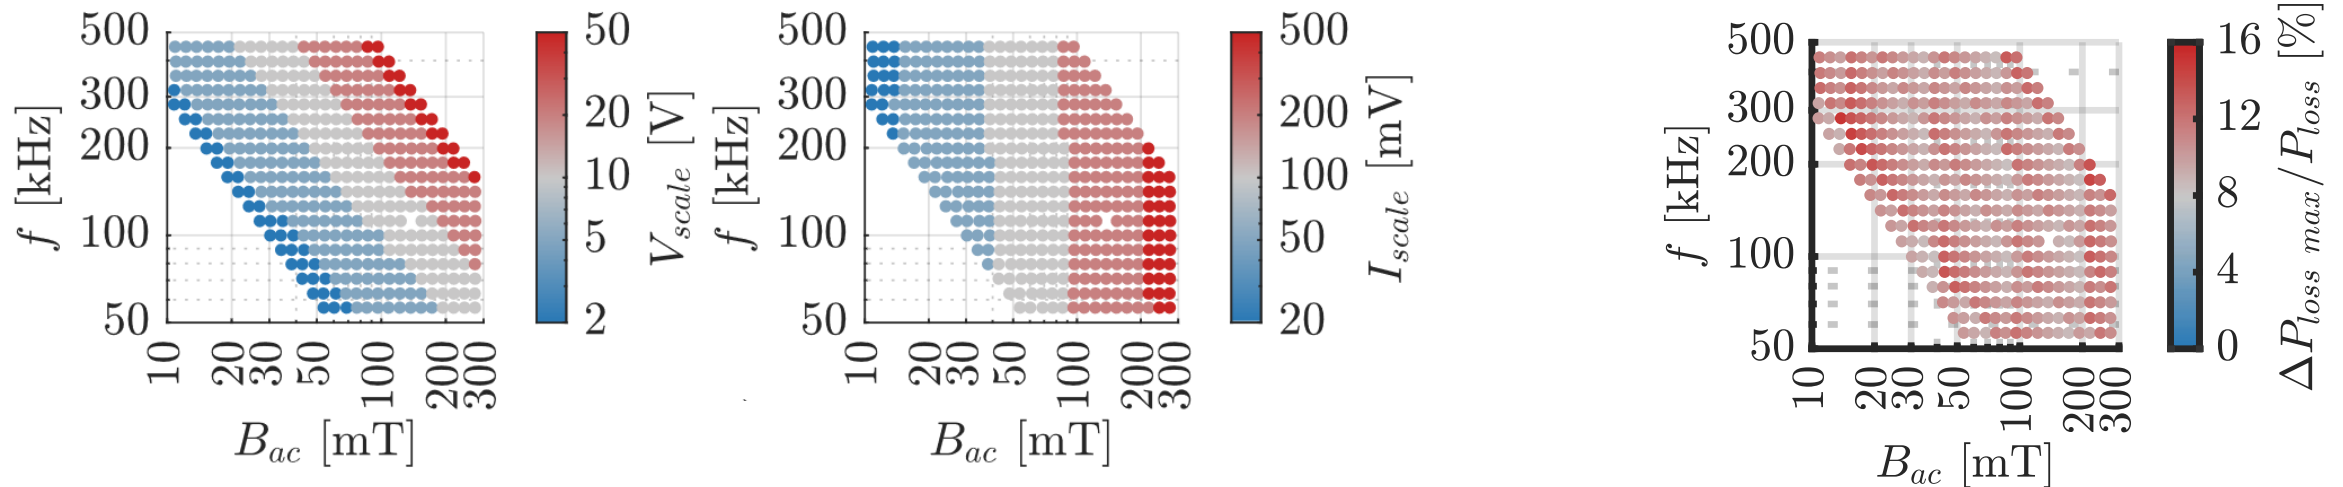 500
300
200
100
50
f [kHz]
10 20 30 50 100 200 300
B_ac [mT]
50
20
10
5
2
V_scale [V]
500
300
200
100
50
f [kHz]
10 20 30 50 100 200 300
B_ac [mT]
500
200
100
50
20
I_scale [mV]
500
300
200
100
50
f [kHz]
10 20 30 50 100 200 300
B_ac [mT]
16
12
8
4
0
ΔP_loss max/P_loss [%]